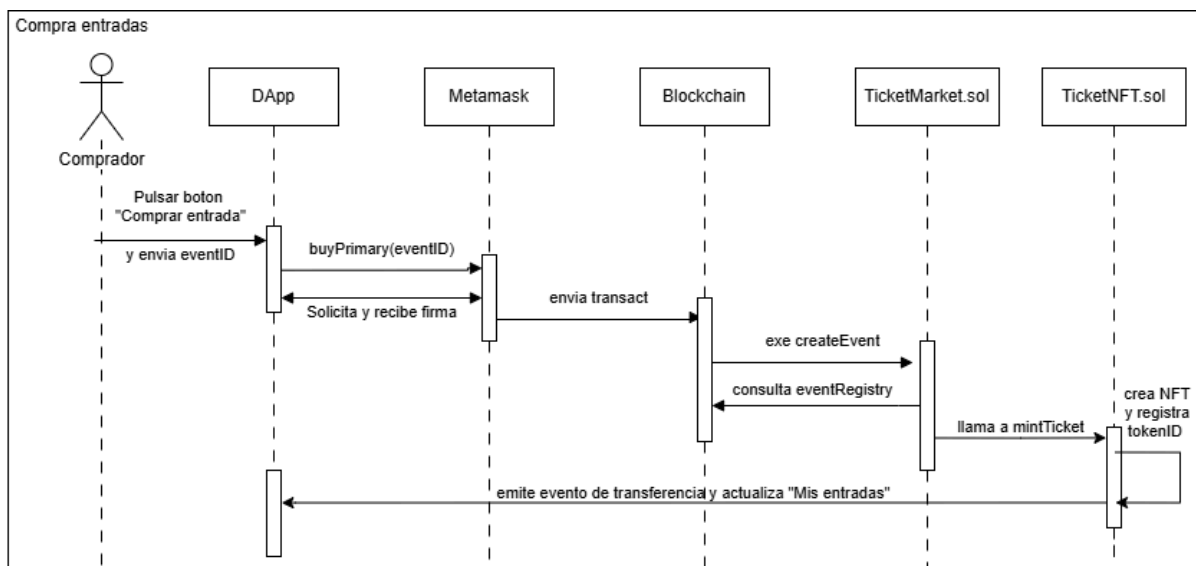 Compra entradas
DApp
Metamask
Blockchain
TicketMarket.sol
TicketNFT.sol
Comprador
Pulsar boton
"Comprar entrada"
y envia eventID
buyPrimary(eventID)
Solicita y recibe firma
envia transact
exe createEvent
consulta eventRegistry
llama a mintTicket
crea NFT
y registra
tokenID
emite evento de transferencia y actualiza "Mis entradas"